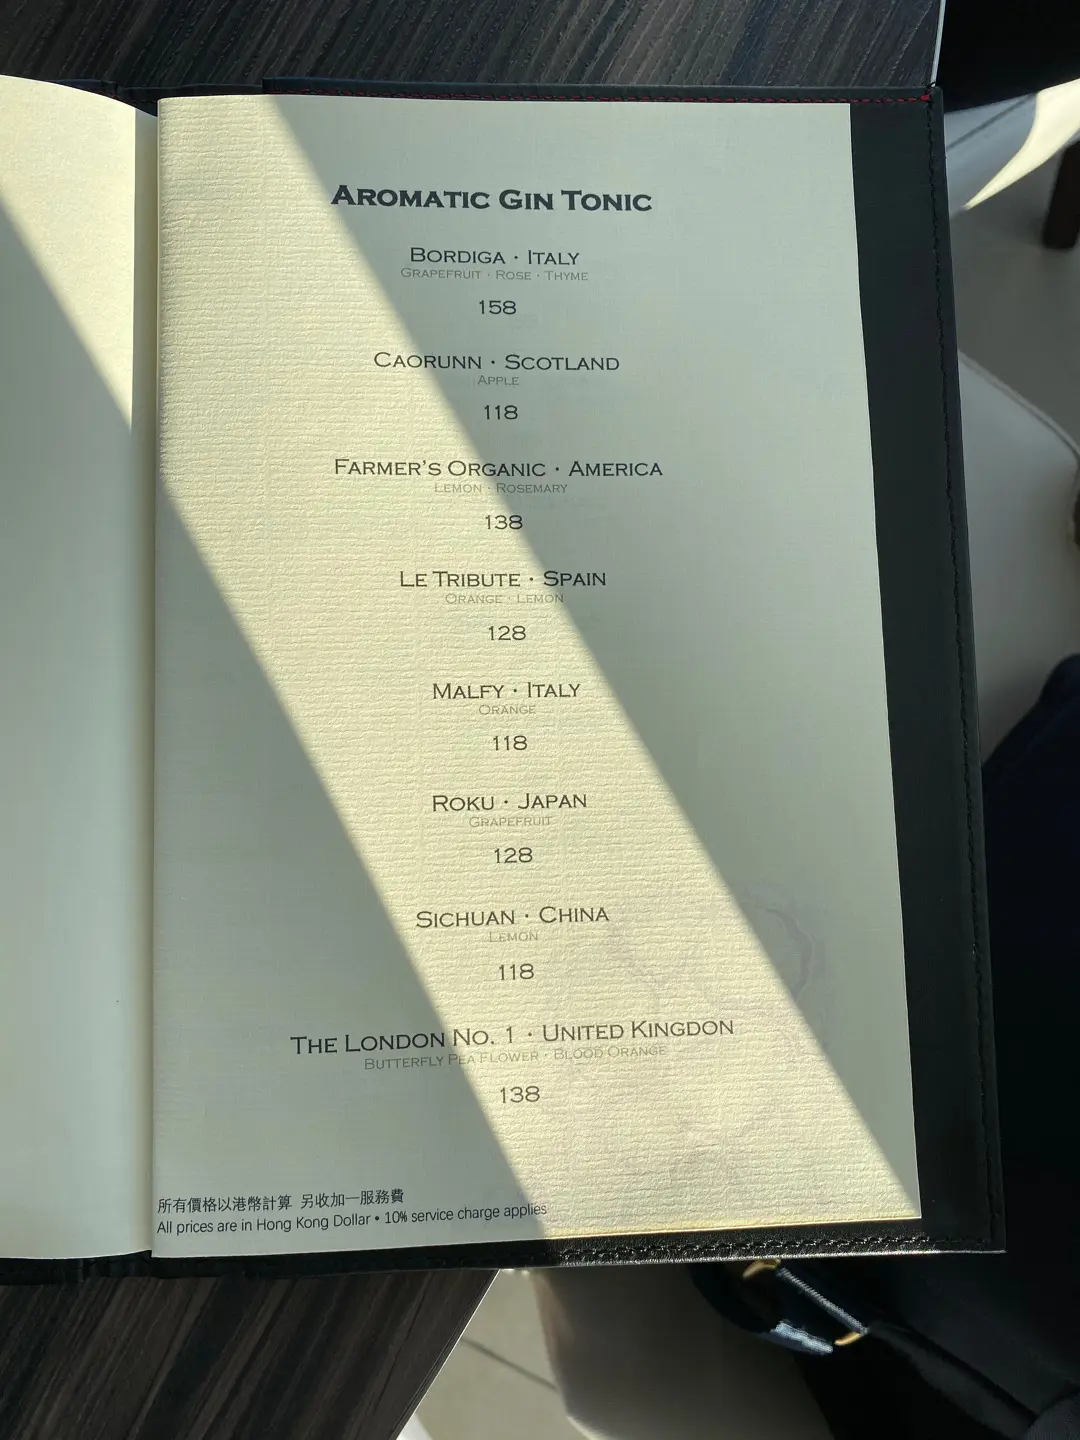 AROMATIC GIN TONIC
BORDIGA · ITALY
GRAPEFRUIT · ROSE · THYME
158
CAORUNN · SCOTLAND
APPLE
118
FARMER'S ORGANIC · AMERICA
LEMON · ROSEMARY
138
LE TRIBUTE · SPAIN
ORANGE · LEMON
128
MALFY · ITALY
ORANGE
118
ROKU · JAPAN
GRAPEFRUIT
128
SICHUAN · CHINA
LEMON
118
THE LONDON NO. 1 · UNITED KINGDON
BUTTERFLY PEA FLOWER · BLOOD ORANGE
138
所有價格以港幣計算 另收加一服務費
All prices are in Hong Kong Dollar • 10% service charge applies